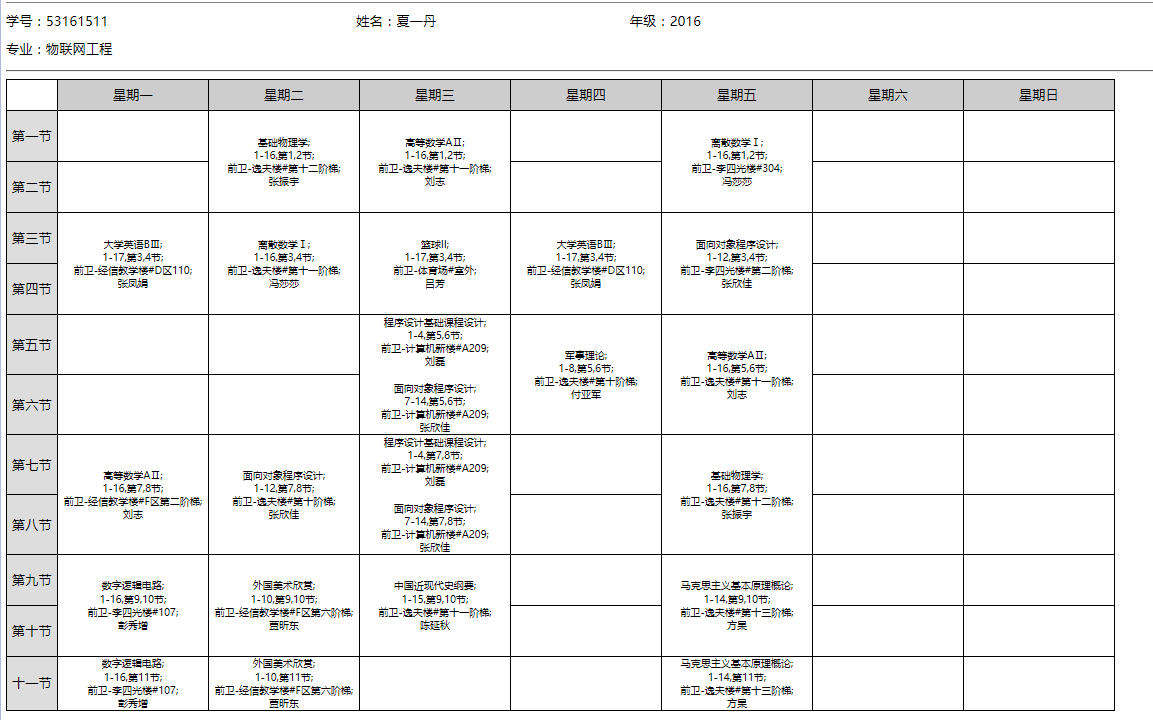 学号：53161511 姓名：夏一丹 年级：2016
专业：物联网工程
星期一 星期二 星期三 星期四 星期五 星期六 星期日
第一节
第二节
基础物理学;
1-16,第1,2节;
前卫-逸夫楼#第十二阶梯;
张振宇
高等数学AⅡ;
1-16,第1,2节;
前卫-逸夫楼#第十一阶梯;
刘志
离散数学Ⅰ;
1-16,第1,2节;
前卫-李四光楼#304;
冯莎莎
第三节
第四节
大学英语BⅢ;
1-17,第3,4节;
前卫-经信教学楼#D区110;
张凤娟
离散数学Ⅰ;
1-16,第3,4节;
前卫-逸夫楼#第十一阶梯;
冯莎莎
篮球II;
1-17,第3,4节;
前卫-体育场#室外;
吕芳
大学英语BⅢ;
1-17,第3,4节;
前卫-经信教学楼#D区110;
张凤娟
面向对象程序设计;
1-12,第3,4节;
前卫-李四光楼#第二阶梯;
张欣佳
第五节
第六节
程序设计基础课程设计;
1-4,第5,6节;
前卫-计算机新楼#A209;
刘磊
面向对象程序设计;
7-14,第5,6节;
前卫-计算机新楼#A209;
张欣佳
军事理论;
1-8,第5,6节;
前卫-逸夫楼#第十阶梯;
付亚军
高等数学AⅡ;
1-16,第5,6节;
前卫-逸夫楼#第十一阶梯;
刘志
第七节
第八节
高等数学AⅡ;
1-16,第7,8节;
前卫-经信教学楼#F区第二阶梯;
刘志
面向对象程序设计;
1-12,第7,8节;
前卫-逸夫楼#第十阶梯;
张欣佳
程序设计基础课程设计;
1-4,第7,8节;
前卫-计算机新楼#A209;
刘磊
面向对象程序设计;
7-14,第7,8节;
前卫-计算机新楼#A209;
张欣佳
基础物理学;
1-16,第7,8节;
前卫-逸夫楼#第十二阶梯;
张振宇
第九节
第十节
数字逻辑电路;
1-16,第9,10节;
前卫-李四光楼#107;
彭秀增
外国美术欣赏;
1-10,第9,10节;
前卫-经信教学楼#F区第六阶梯;
贾昕东
中国近现代史纲要;
1-15,第9,10节;
前卫-逸夫楼#第十一阶梯;
陈延秋
马克思主义基本原理概论;
1-14,第9,10节;
前卫-逸夫楼#第十三阶梯;
方昊
十一节
数字逻辑电路;
1-16,第11节;
前卫-李四光楼#107;
彭秀增
外国美术欣赏;
1-10,第11节;
前卫-经信教学楼#F区第六阶梯;
贾昕东
马克思主义基本原理概论;
1-14,第11节;
前卫-逸夫楼#第十三阶梯;
方昊